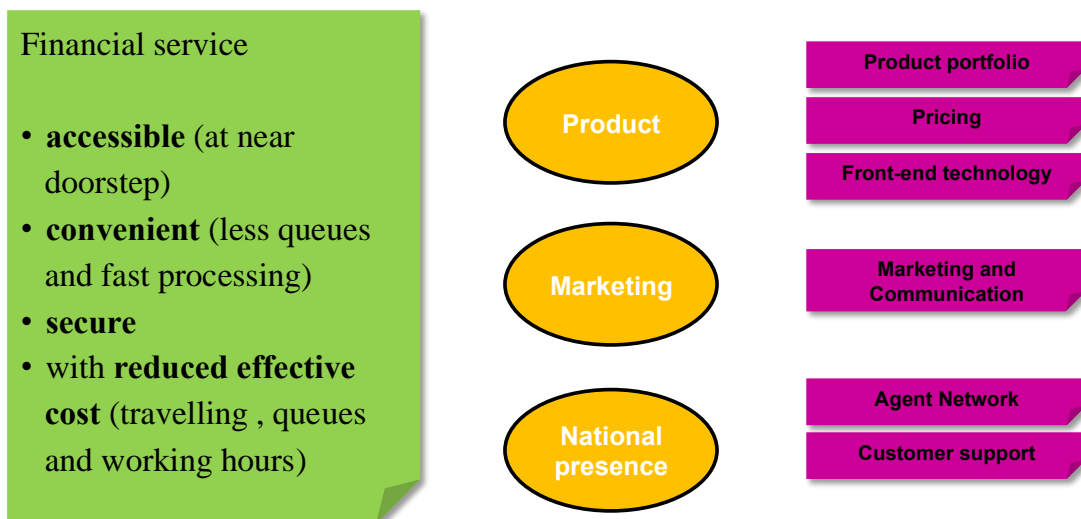 Financial service
• accessible (at near
doorstep)
• convenient (less queues
and fast processing)
• secure
• with reduced effective
cost (travelling , queues
and working hours)
Product
Marketing
National
presence
Product portfolio
Pricing
Front-end technology
Marketing and
Communication
Agent Network
Customer support